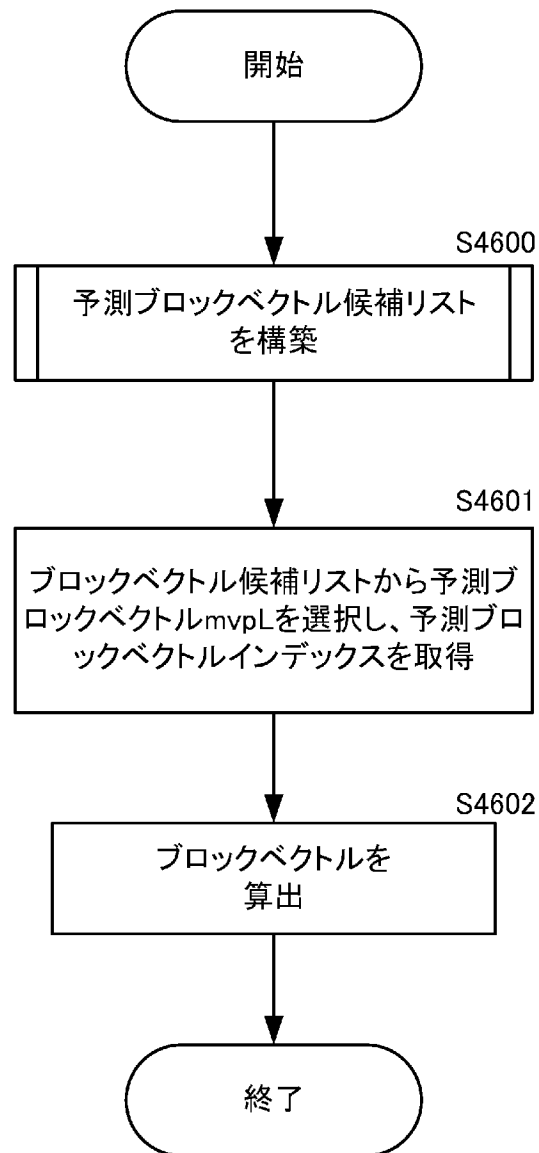 開始
S4600
予測ブロックベクトル候補リスト
を構築
S4601
ブロックベクトル候補リストから予測ブ
ロックベクトルmvpLを選択し、予測ブロ
ックベクトルインデックスを取得
S4602
ブロックベクトルを
算出
終了